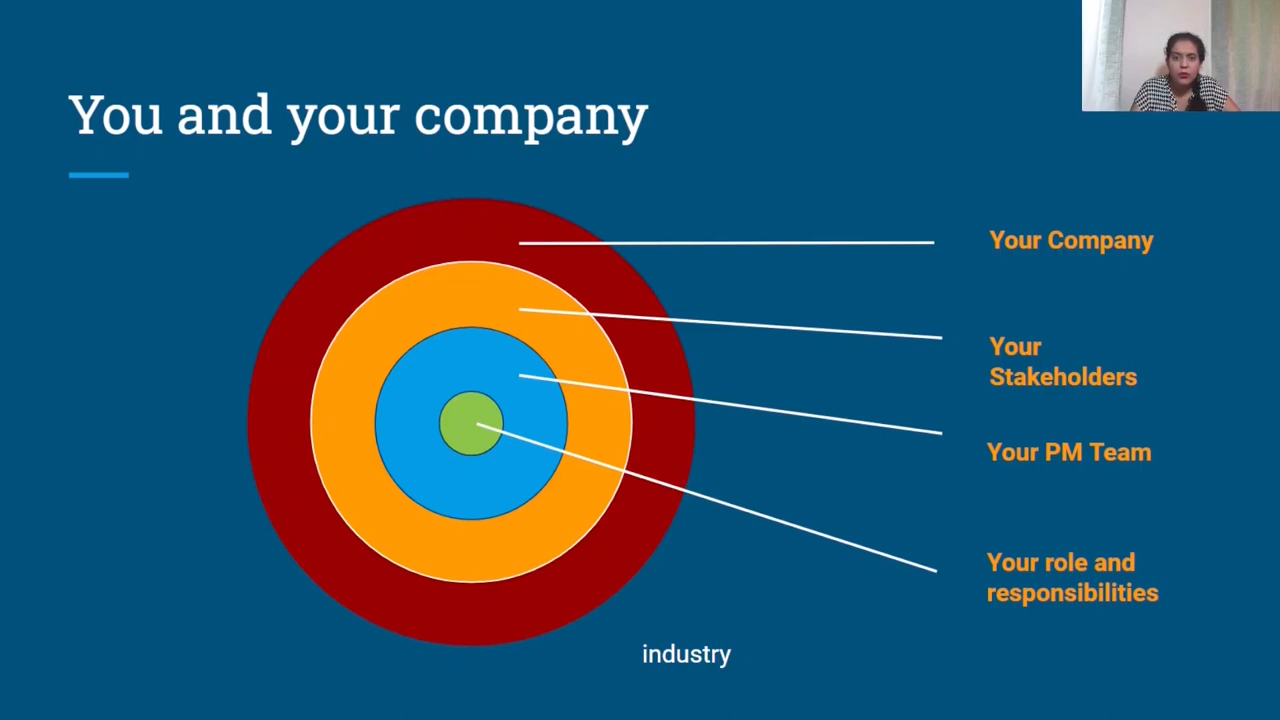 You and your company
Your Company
Your
Stakeholders
Your PM Team
Your role and
responsibilities
industry